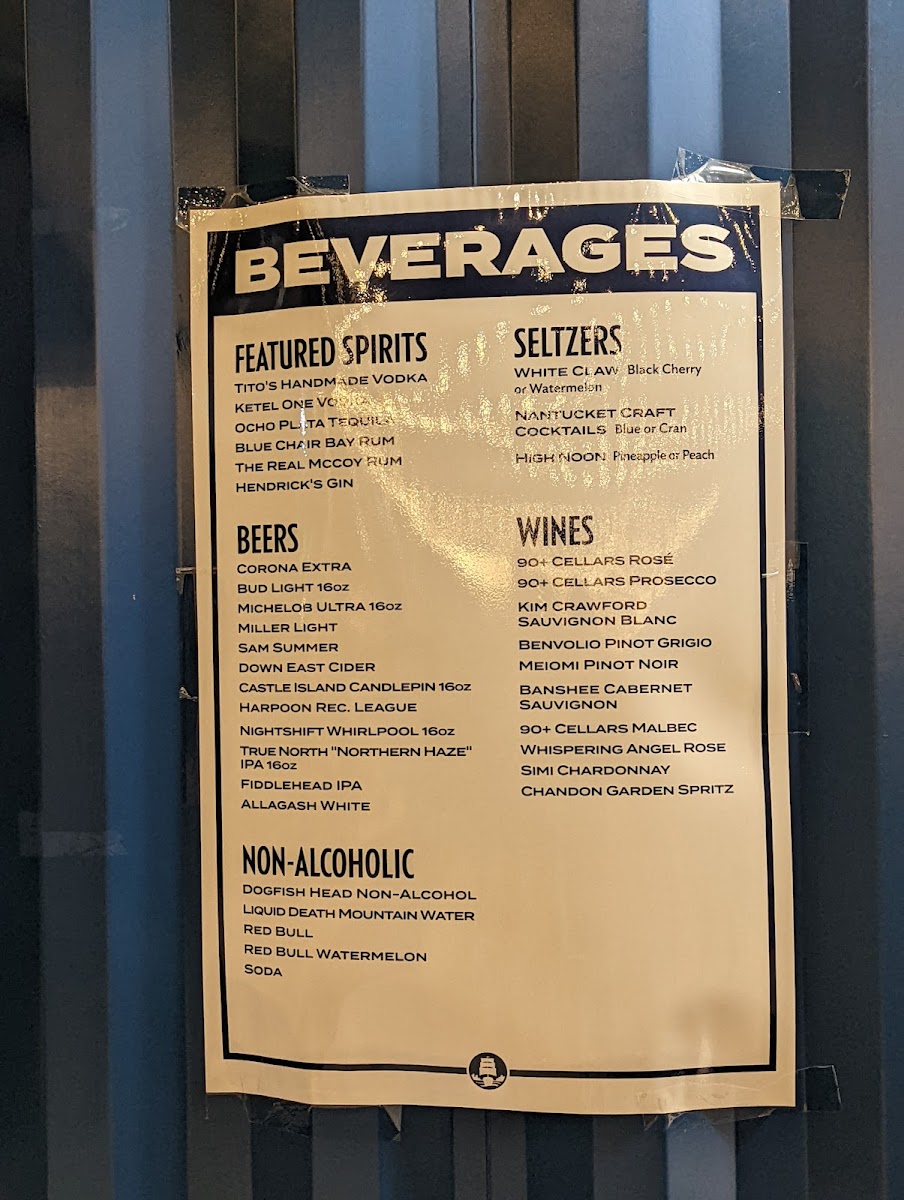 BEVERAGES
FEATURED SPIRITS
TITO'S HANDMADE VODKA
KETEL ONE VODKA
OCHO PLATA TEQUILA
BLUE CHAIR BAY RUM
THE REAL MCCOY RUM
HENDRICK'S GIN
BEERS
CORONA EXTRA
BUD LIGHT 16OZ
MICHELOB ULTRA 16OZ
MILLER LIGHT
SAM SUMMER
DOWN EAST CIDER
CASTLE ISLAND CANDLEPIN 16OZ
HARPOON REC. LEAGUE
NIGHTSHIFT WHIRLPOOL 16OZ
TRUE NORTH "NORTHERN HAZE"
IPA 16OZ
FIDDLEHEAD IPA
ALLAGASH WHITE
NON-ALCOHOLIC
DOGFISH HEAD NON-ALCOHOL
LIQUID DEATH MOUNTAIN WATER
RED BULL
RED BULL WATERMELON
SODA
SELTZERS
WHITE CLAW Black Cherry
or Watermelon
NANTUCKET CRAFT
COCKTAILS Blue or Cran
HIGH NOON Pineapple or Peach
WINES
90+ CELLARS ROSÉ
90+ CELLARS PROSECCO
KIM CRAWFORD
SAUVIGNON BLANC
BENVOLIO PINOT GRIGIO
MEIOMI PINOT NOIR
BANSHEE CABERNET
SAUVIGNON
90+ CELLARS MALBEC
WHISPERING ANGEL ROSE
SIMI CHARDONNAY
CHANDON GARDEN SPRITZ